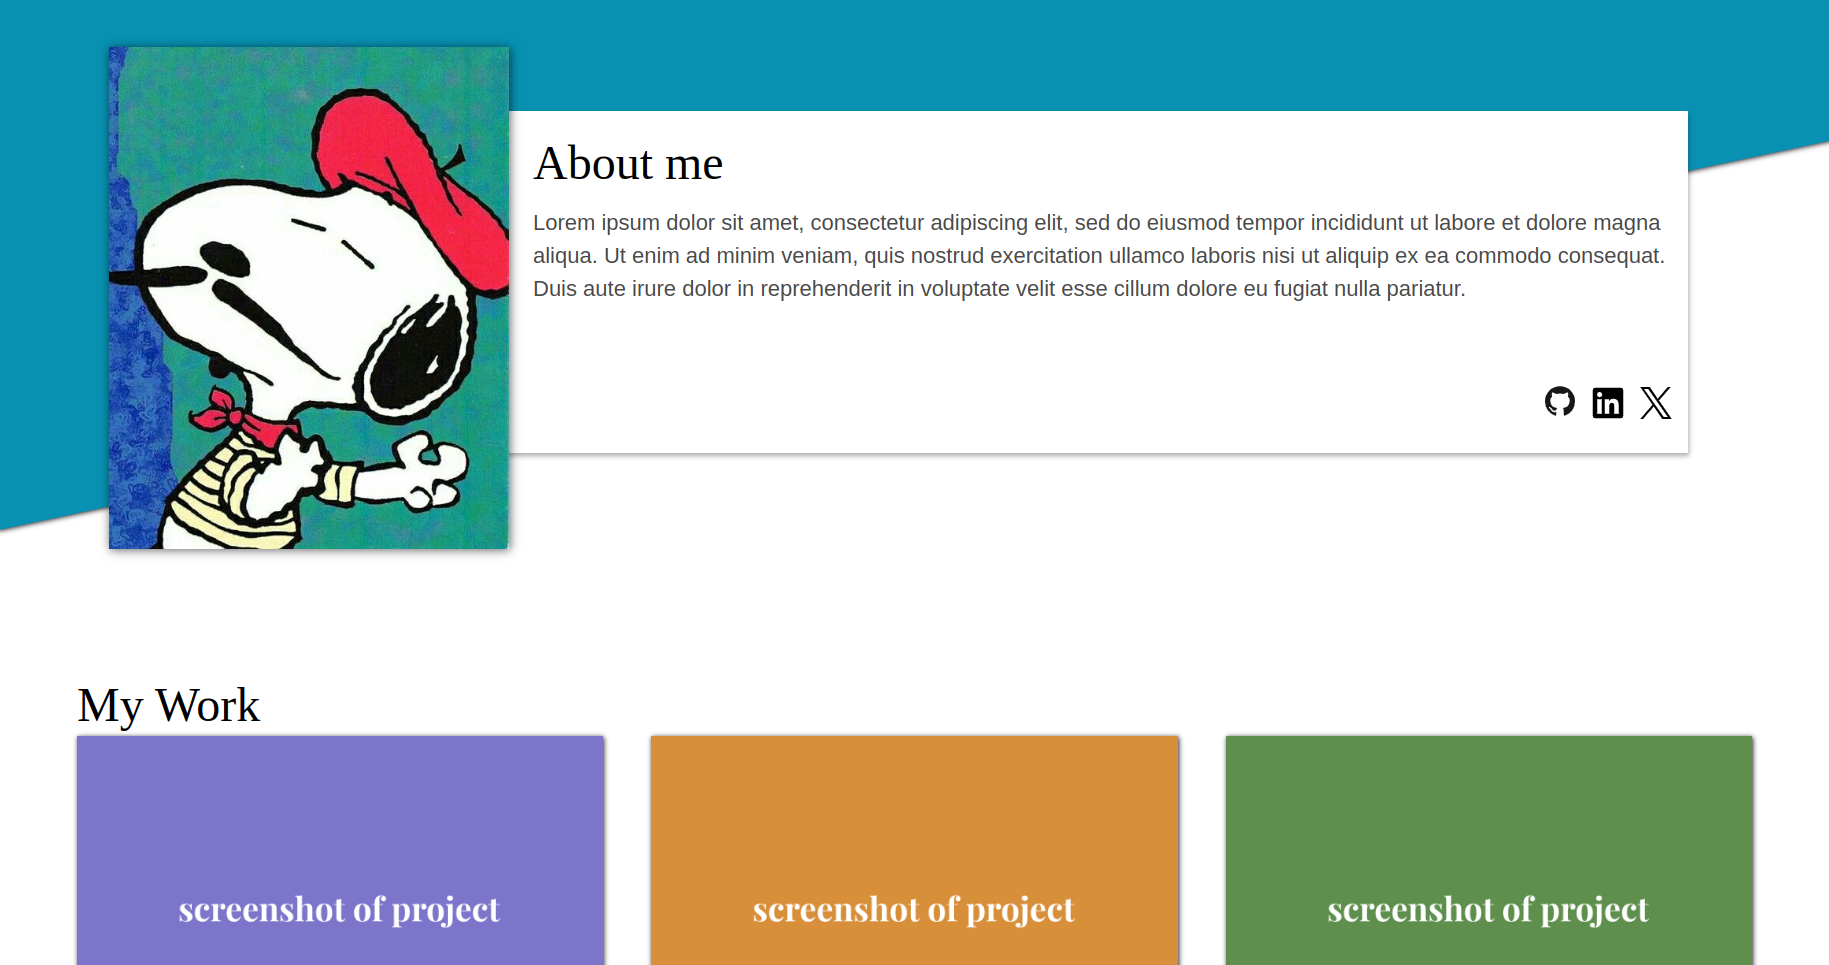 About me
Lorem ipsum dolor sit amet, consectetur adipiscing elit, sed do eiusmod tempor incididunt ut labore et dolore magna
aliqua. Ut enim ad minim veniam, quis nostrud exercitation ullamco laboris nisi ut aliquip ex ea commodo consequat.
Duis aute irure dolor in reprehenderit in voluptate velit esse cillum dolore eu fugiat nulla pariatur.
in
My Work
screenshot of project
screenshot of project
screenshot of project